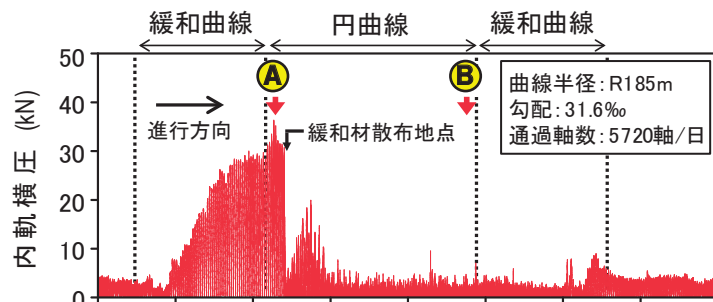 緩和曲線 円曲線 緩和曲線
50
40
30
20
10
0
内軌横圧 (kN)
進行方向
A
B
緩和材散布地点
曲線半径:R185m
勾配:31.6‰
通過軸数:5720軸/日